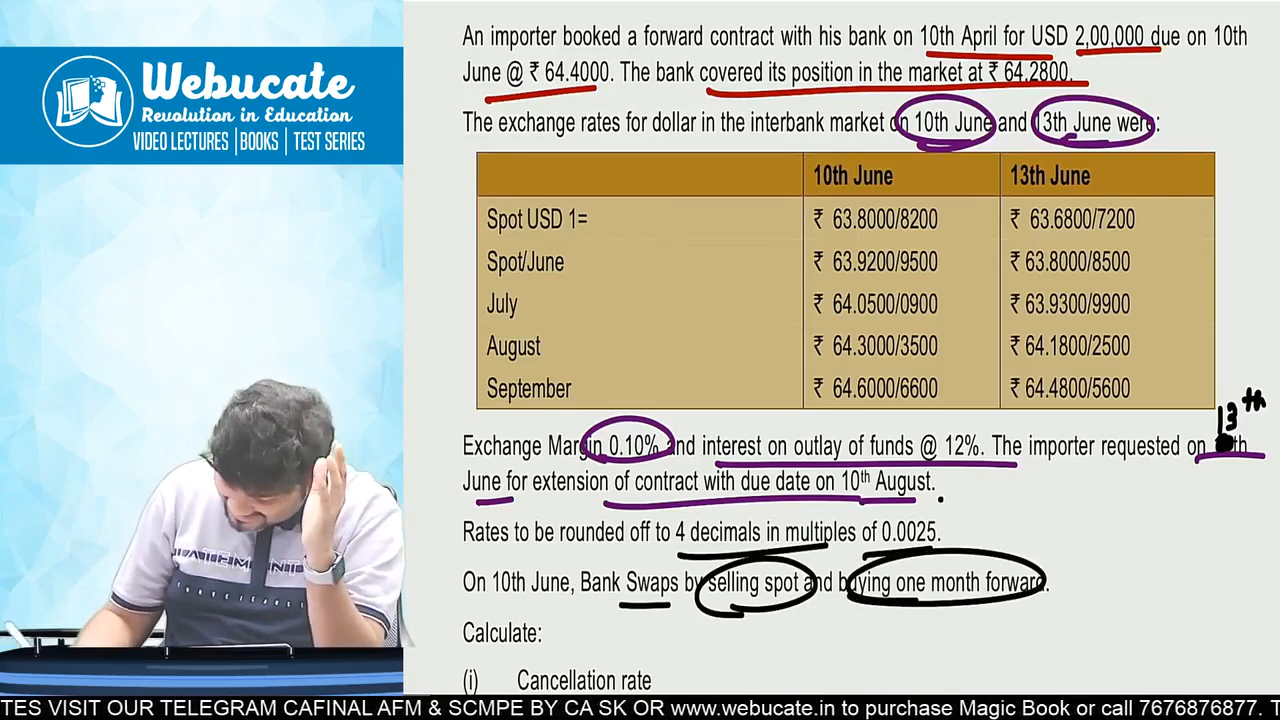 Webucate
Revolution in Education
VIDEO LECTURES | BOOKS | TEST SERIES
An importer booked a forward contract with his bank on 10th April for USD 2,00,000 due on 10th
June @ ₹ 64.4000. The bank covered its position in the market at ₹ 64.2800.
The exchange rates for dollar in the interbank market on 10th June and 13th June were:
10th June 13th June
Spot USD 1= ₹ 63.8000/8200 ₹ 63.6800/7200
Spot/June ₹ 63.9200/9500 ₹ 63.8000/8500
July ₹ 64.0500/0900 ₹ 63.9300/9900
August ₹ 64.3000/3500 ₹ 64.1800/2500
September ₹ 64.6000/6600 ₹ 64.4800/5600
13th
Exchange Margin 0.10% and interest on outlay of funds @ 12%. The importer requested on
June for extension of contract with due date on 10th August.
Rates to be rounded off to 4 decimals in multiples of 0.0025.
On 10th June, Bank Swaps by selling spot and buying one month forward.
Calculate:
(i) Cancellation rate
TES VISIT OUR TELEGRAM CAFINAL AFM & SCMPE BY CA SK OR www.webucate.in to purchase Magic Book or call 7676876877. T